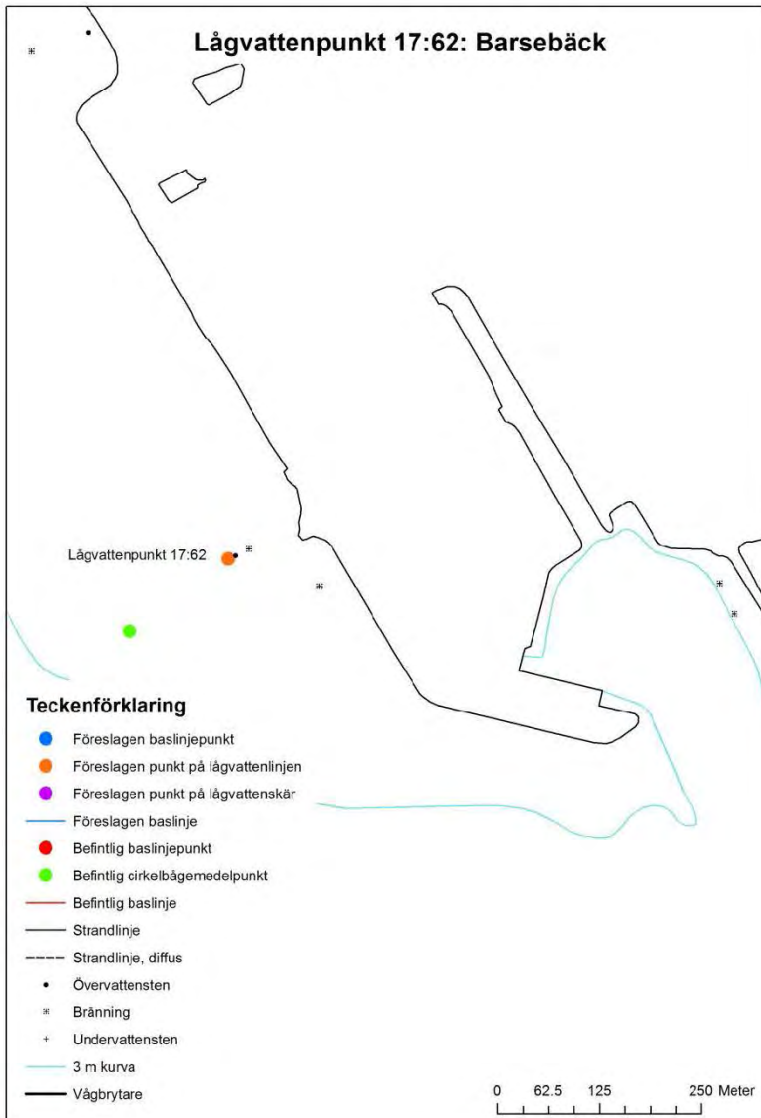 Lågvattenpunkt 17:62: Barsebäck
Lågvattenpunkt 17:62
Teckenförklaring
Föreslagen baslinjepunkt
Föreslagen punkt på lågvattenlinjen
Föreslagen punkt på lågvattenskär
Föreslagen baslinje
Befintlig baslinjepunkt
Befintlig cirkelbågemedelpunkt
Befintlig baslinje
Strandlinje
Strandlinje, diffus
Övervattensten
Bränning
Undervattensten
3 m kurva
Vågbrytare
0 62.5 125 250 Meter